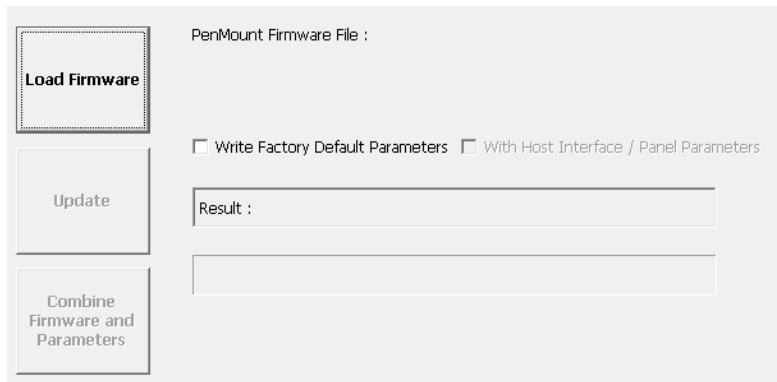 Load Firmware
PenMount Firmware File :
Write Factory Default Parameters
With Host Interface / Panel Parameters
Update
Result :
Combine
Firmware and
Parameters